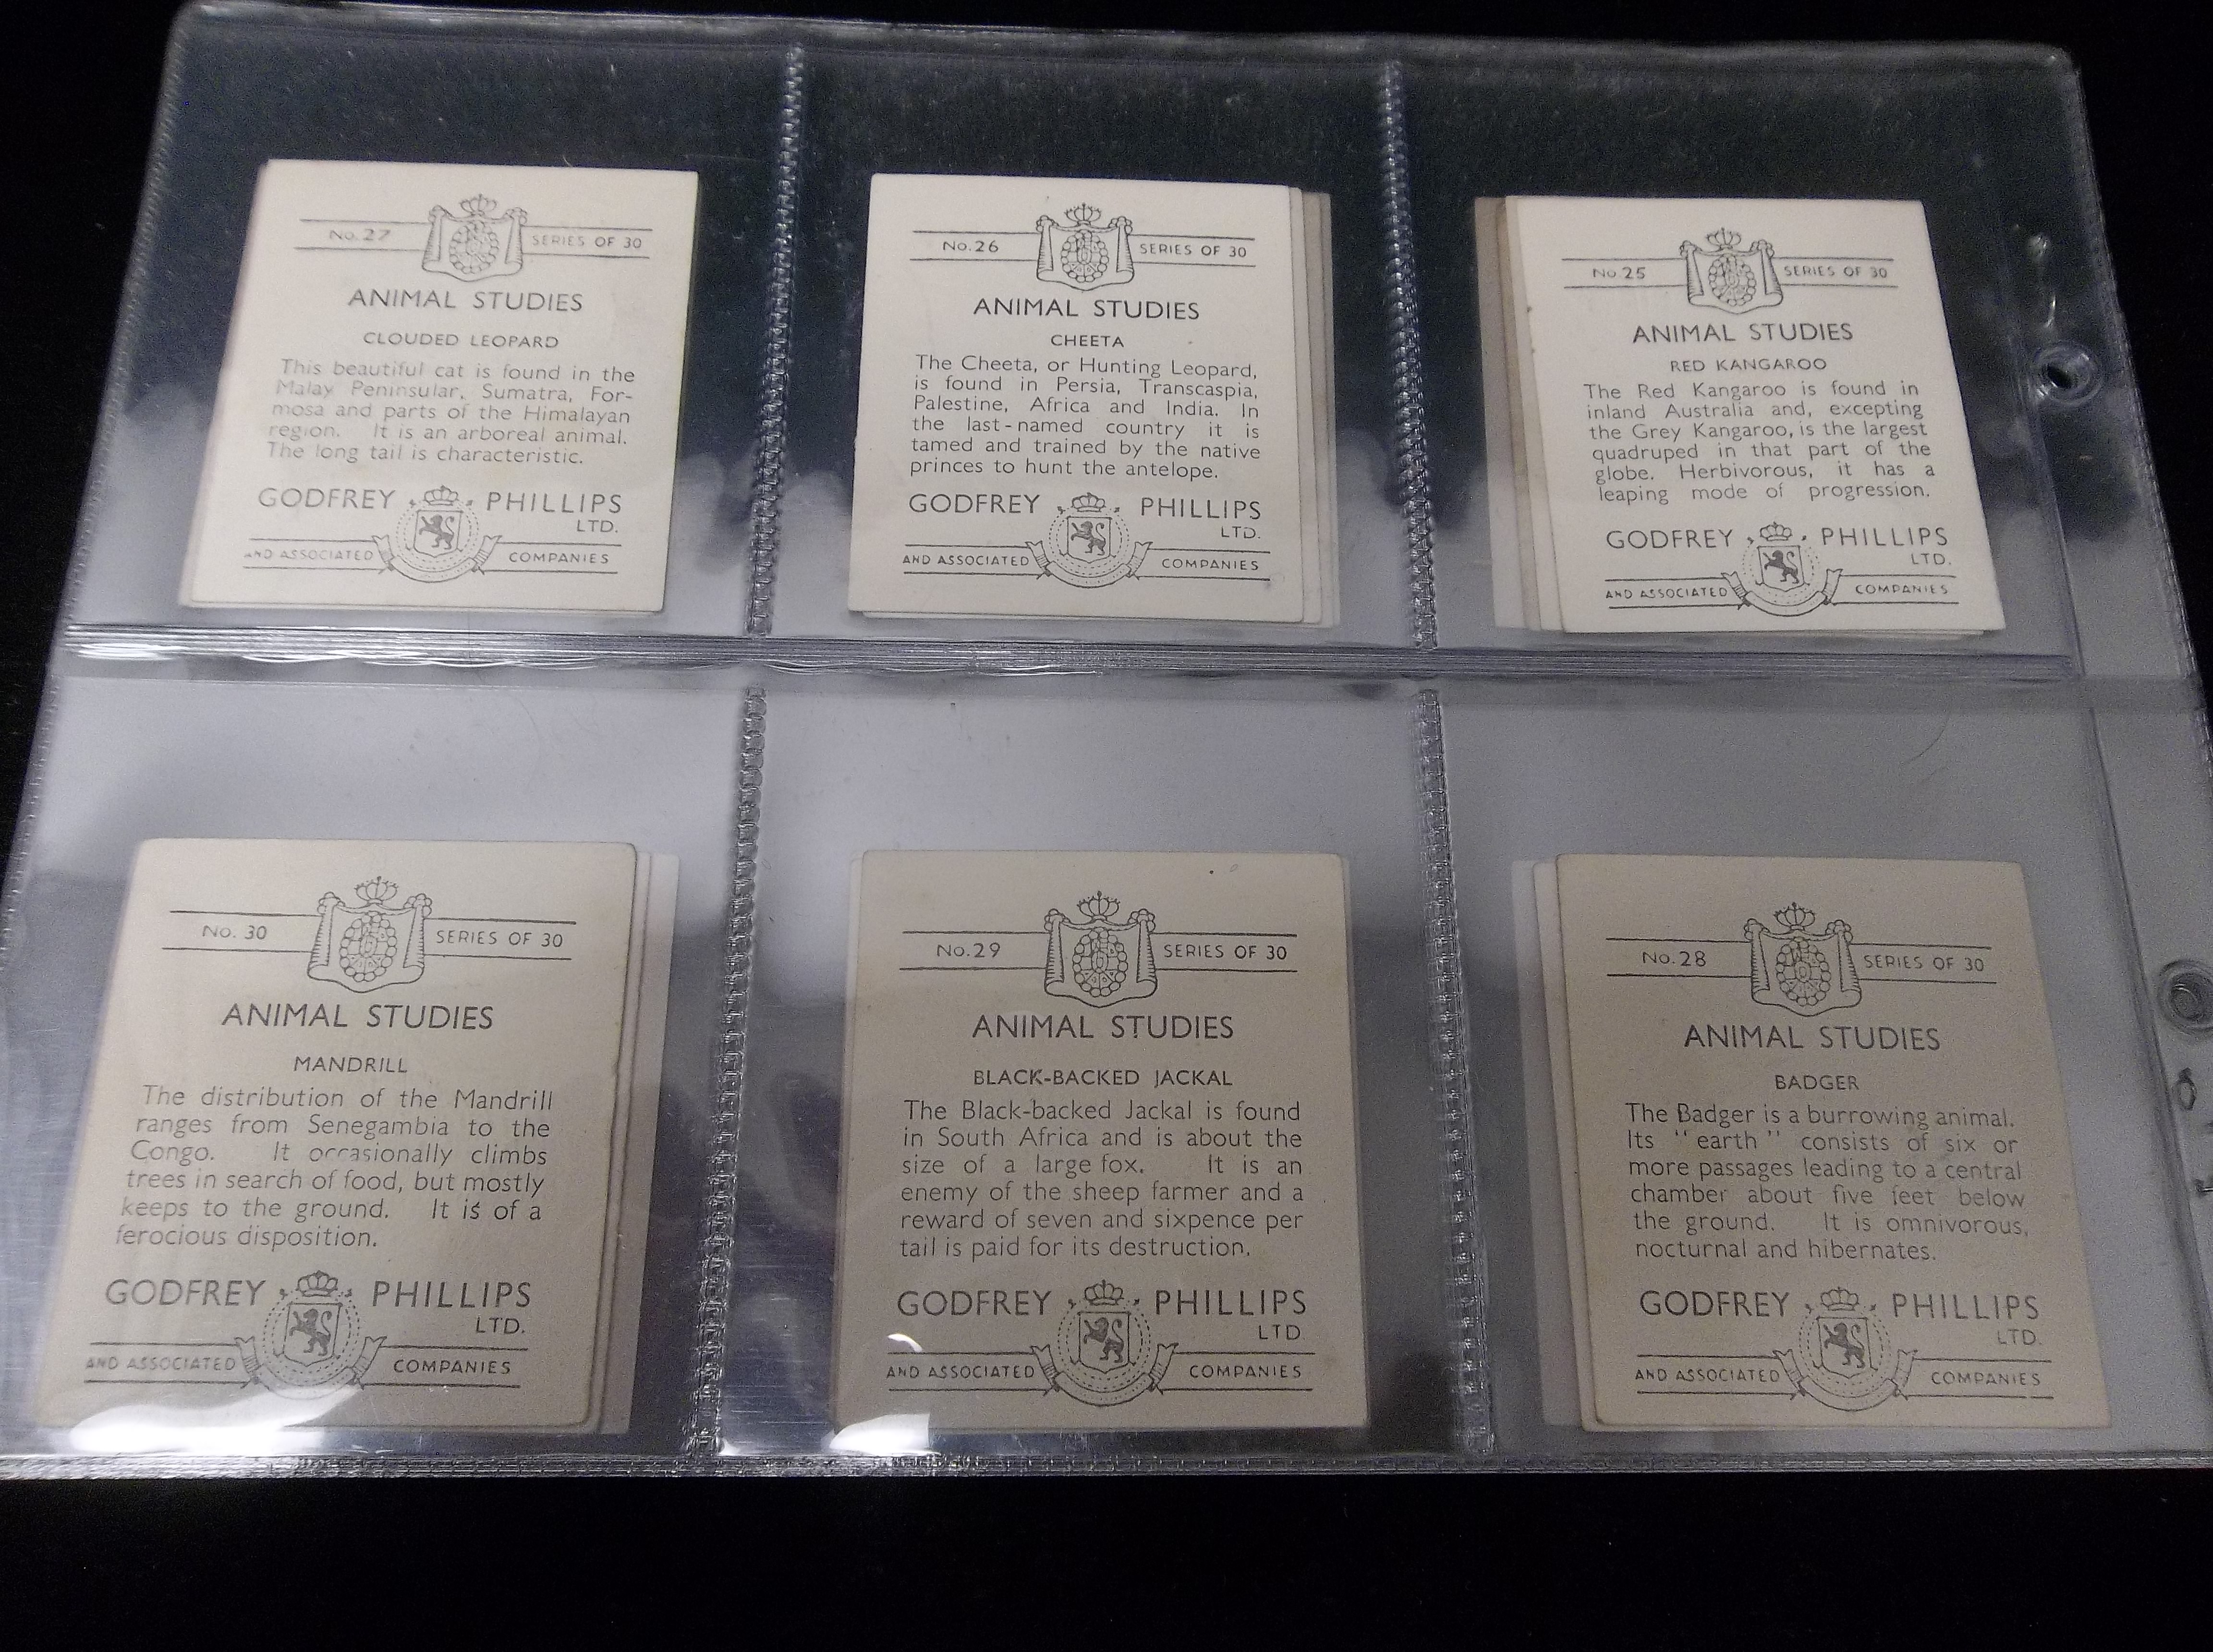 No. 27 SERIES OF 30
ANIMAL STUDIES
CLOUDED LEOPARD
This beautiful cat is found in the
Malay Peninsular, Sumatra, For-
mosa and parts of the Himalayan
region. It is an arboreal animal.
The long tail is characteristic.
GODFREY PHILLIPS
LTD.
AND ASSOCIATED COMPANIES
No. 26 SERIES OF 30
ANIMAL STUDIES
CHEETA
The Cheeta, or Hunting Leopard,
is found in Persia, Transcaspia,
Palestine, Africa and India. In
the last-named country it is
tamed and trained by the native
princes to hunt the antelope.
GODFREY PHILLIPS
LTD.
AND ASSOCIATED COMPANIES
No. 25 SERIES OF 30
ANIMAL STUDIES
RED KANGAROO
The Red Kangaroo is found in
inland Australia and, excepting
the Grey Kangaroo, is the largest
quadruped in that part of the
globe. Herbivorous, it has a
leaping mode of progression.
GODFREY PHILLIPS
LTD.
AND ASSOCIATED COMPANIES
No. 30 SERIES OF 30
ANIMAL STUDIES
MANDRILL
The distribution of the Mandrill
ranges from Senegambia to the
Congo. It occasionally climbs
trees in search of food, but mostly
keeps to the ground. It is of a
ferocious disposition.
GODFREY PHILLIPS
LTD.
AND ASSOCIATED COMPANIES
No. 29 SERIES OF 30
ANIMAL STUDIES
BLACK-BACKED JACKAL
The Black-backed Jackal is found
in South Africa and is about the
size of a large fox. It is an
enemy of the sheep farmer and a
reward of seven and sixpence per
tail is paid for its destruction.
GODFREY PHILLIPS
LTD
AND ASSOCIATED COMPANIES
No. 28 SERIES OF 30
ANIMAL STUDIES
BADGER
The Badger is a burrowing animal.
Its "earth" consists of six or
more passages leading to a central
chamber about five feet below
the ground. It is omnivorous,
nocturnal and hibernates.
GODFREY PHILLIPS
LTD.
AND ASSOCIATED COMPANIES